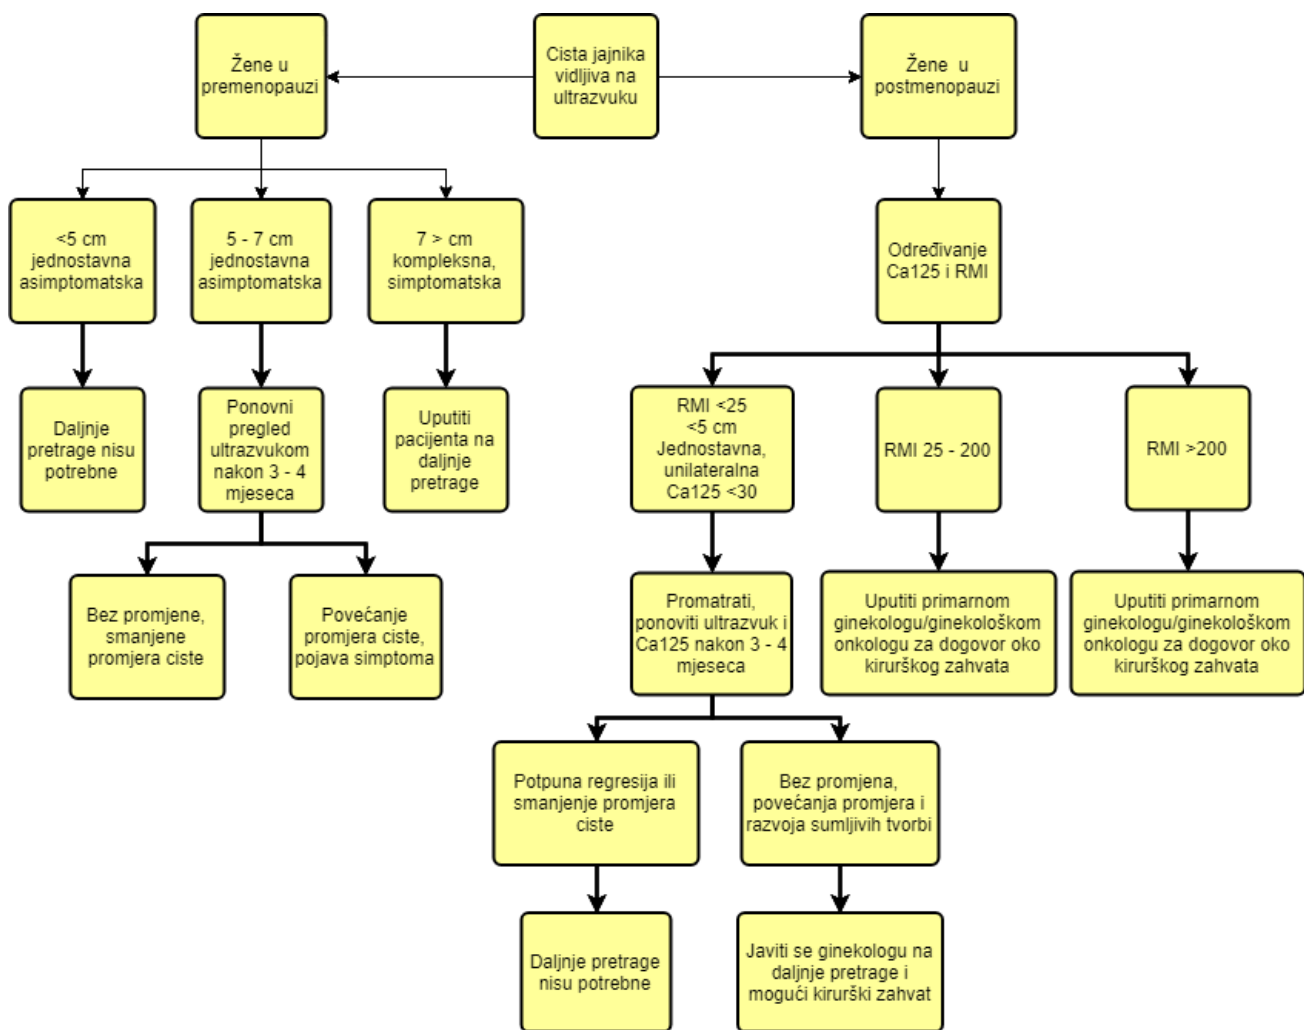 Žene u
premenopauzi
Cista jajnika
vidljiva na
ultrazvuku
Žene u
postmenopauzi
<5 cm
jednostavna
asimptomatska
5 - 7 cm
jednostavna
asimptomatska
7 > cm
kompleksna,
simptomatska
Određivanje
Ca125 i RMI
Daljnje
pretrage nisu
potrebne
Ponovni
pregled
ultrazvukom
nakon 3 - 4
mjeseca
Uputiti
pacijenta na
daljnje
pretrage
RMI <25
<5 cm
Jednostavna,
unilateralna
Ca125 <30
RMI 25 - 200
RMI >200
Bez promjene,
smanjene
promjera ciste
Povećanje
promjera ciste,
pojava simptoma
Promatrati,
ponoviti ultrazvuk i
Ca125 nakon 3 - 4
mjeseca
Uputiti primarnom
ginekologu/ginekološkom
onkologu za dogovor oko
kirurškog zahvata
Uputiti primarnom
ginekologu/ginekološkom
onkologu za dogovor oko
kirurškog zahvata
Potpuna regresija ili
smanjenje promjera
ciste
Bez promjena,
povećanja promjera i
razvoja sumljivih tvorbi
Daljnje pretrage
nisu potrebne
Javiti se ginekologu na
daljnje pretrage i
mogući kirurški zahvat